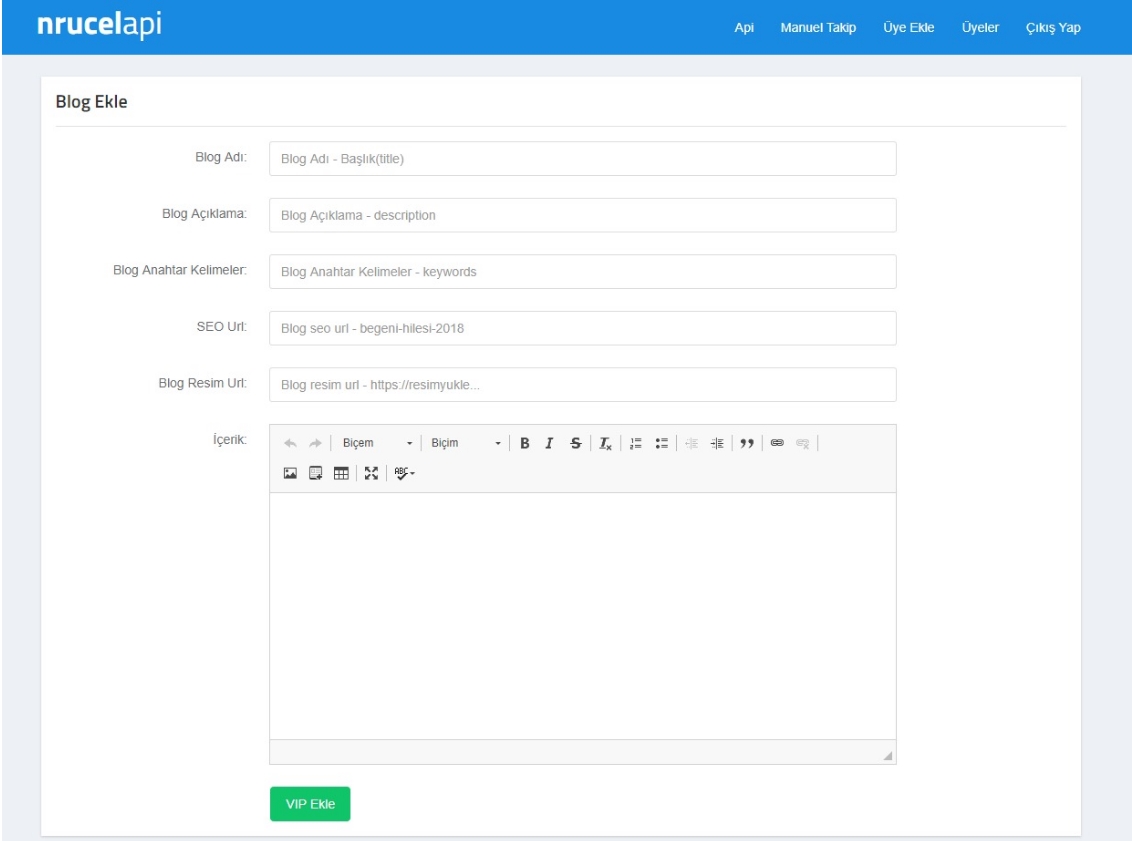 nrucelapi
Api Manuel Takip Üye Ekle Üyeler Çıkış Yap
Blog Ekle
Blog Adı: Blog Adı - Başlık(title)
Blog Açıklama: Blog Açıklama - description
Blog Anahtar Kelimeler: Blog Anahtar Kelimeler - keywords
SEO Url: Blog seo url - begeni-hilesi-2018
Blog Resim Url: Blog resim url - https://resimyukle...
İçerik: Biçem Biçim B I S Ix
ABC
VIP Ekle